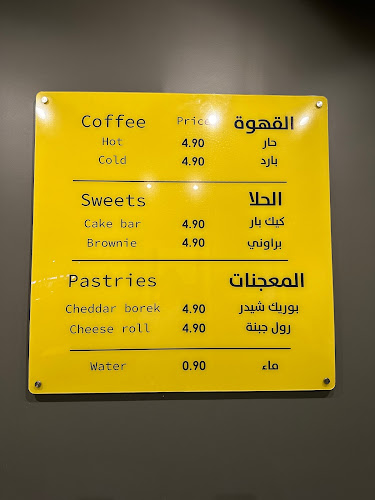 Coffee Price القهوة
Hot 4.90 حار
Cold 4.90 بارد
Sweets الحلا
Cake bar 4.90 كيك بار
Brownie 4.90 براوني
Pastries المعجنات
Cheddar borek 4.90 بوريك شيدر
Cheese roll 4.90 رول جبنة
Water 0.90 ماء